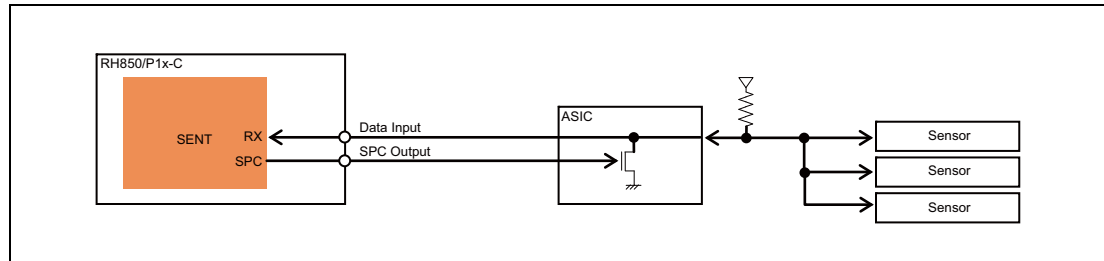 RH850/P1x-C
SENT
RX
SPC
Data Input
SPC Output
ASIC
Sensor
Sensor
Sensor